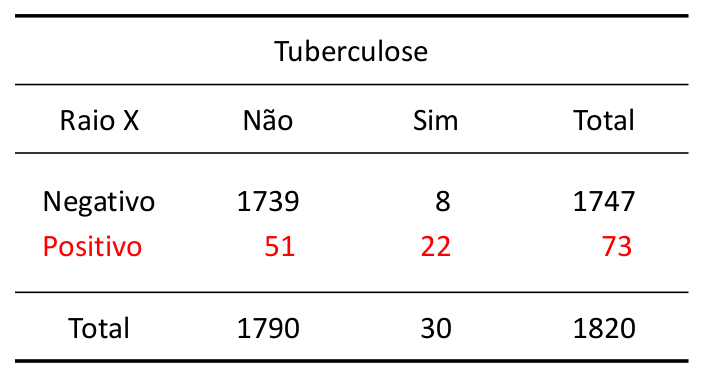 Tuberculose
Raio X Não Sim Total
Negativo 1739 8 1747
Positivo 51 22 73
Total 1790 30 1820